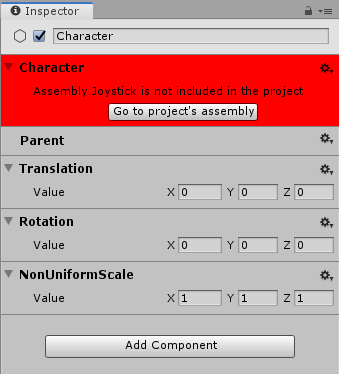 Inspector
Character
Character
Assembly Joystick is not included in the project
Go to project's assembly
Parent
Translation
Value X 0 Y 0 Z 0
Rotation
Value X 0 Y 0 Z 0
NonUniformScale
Value X 1 Y 1 Z 1
Add Component